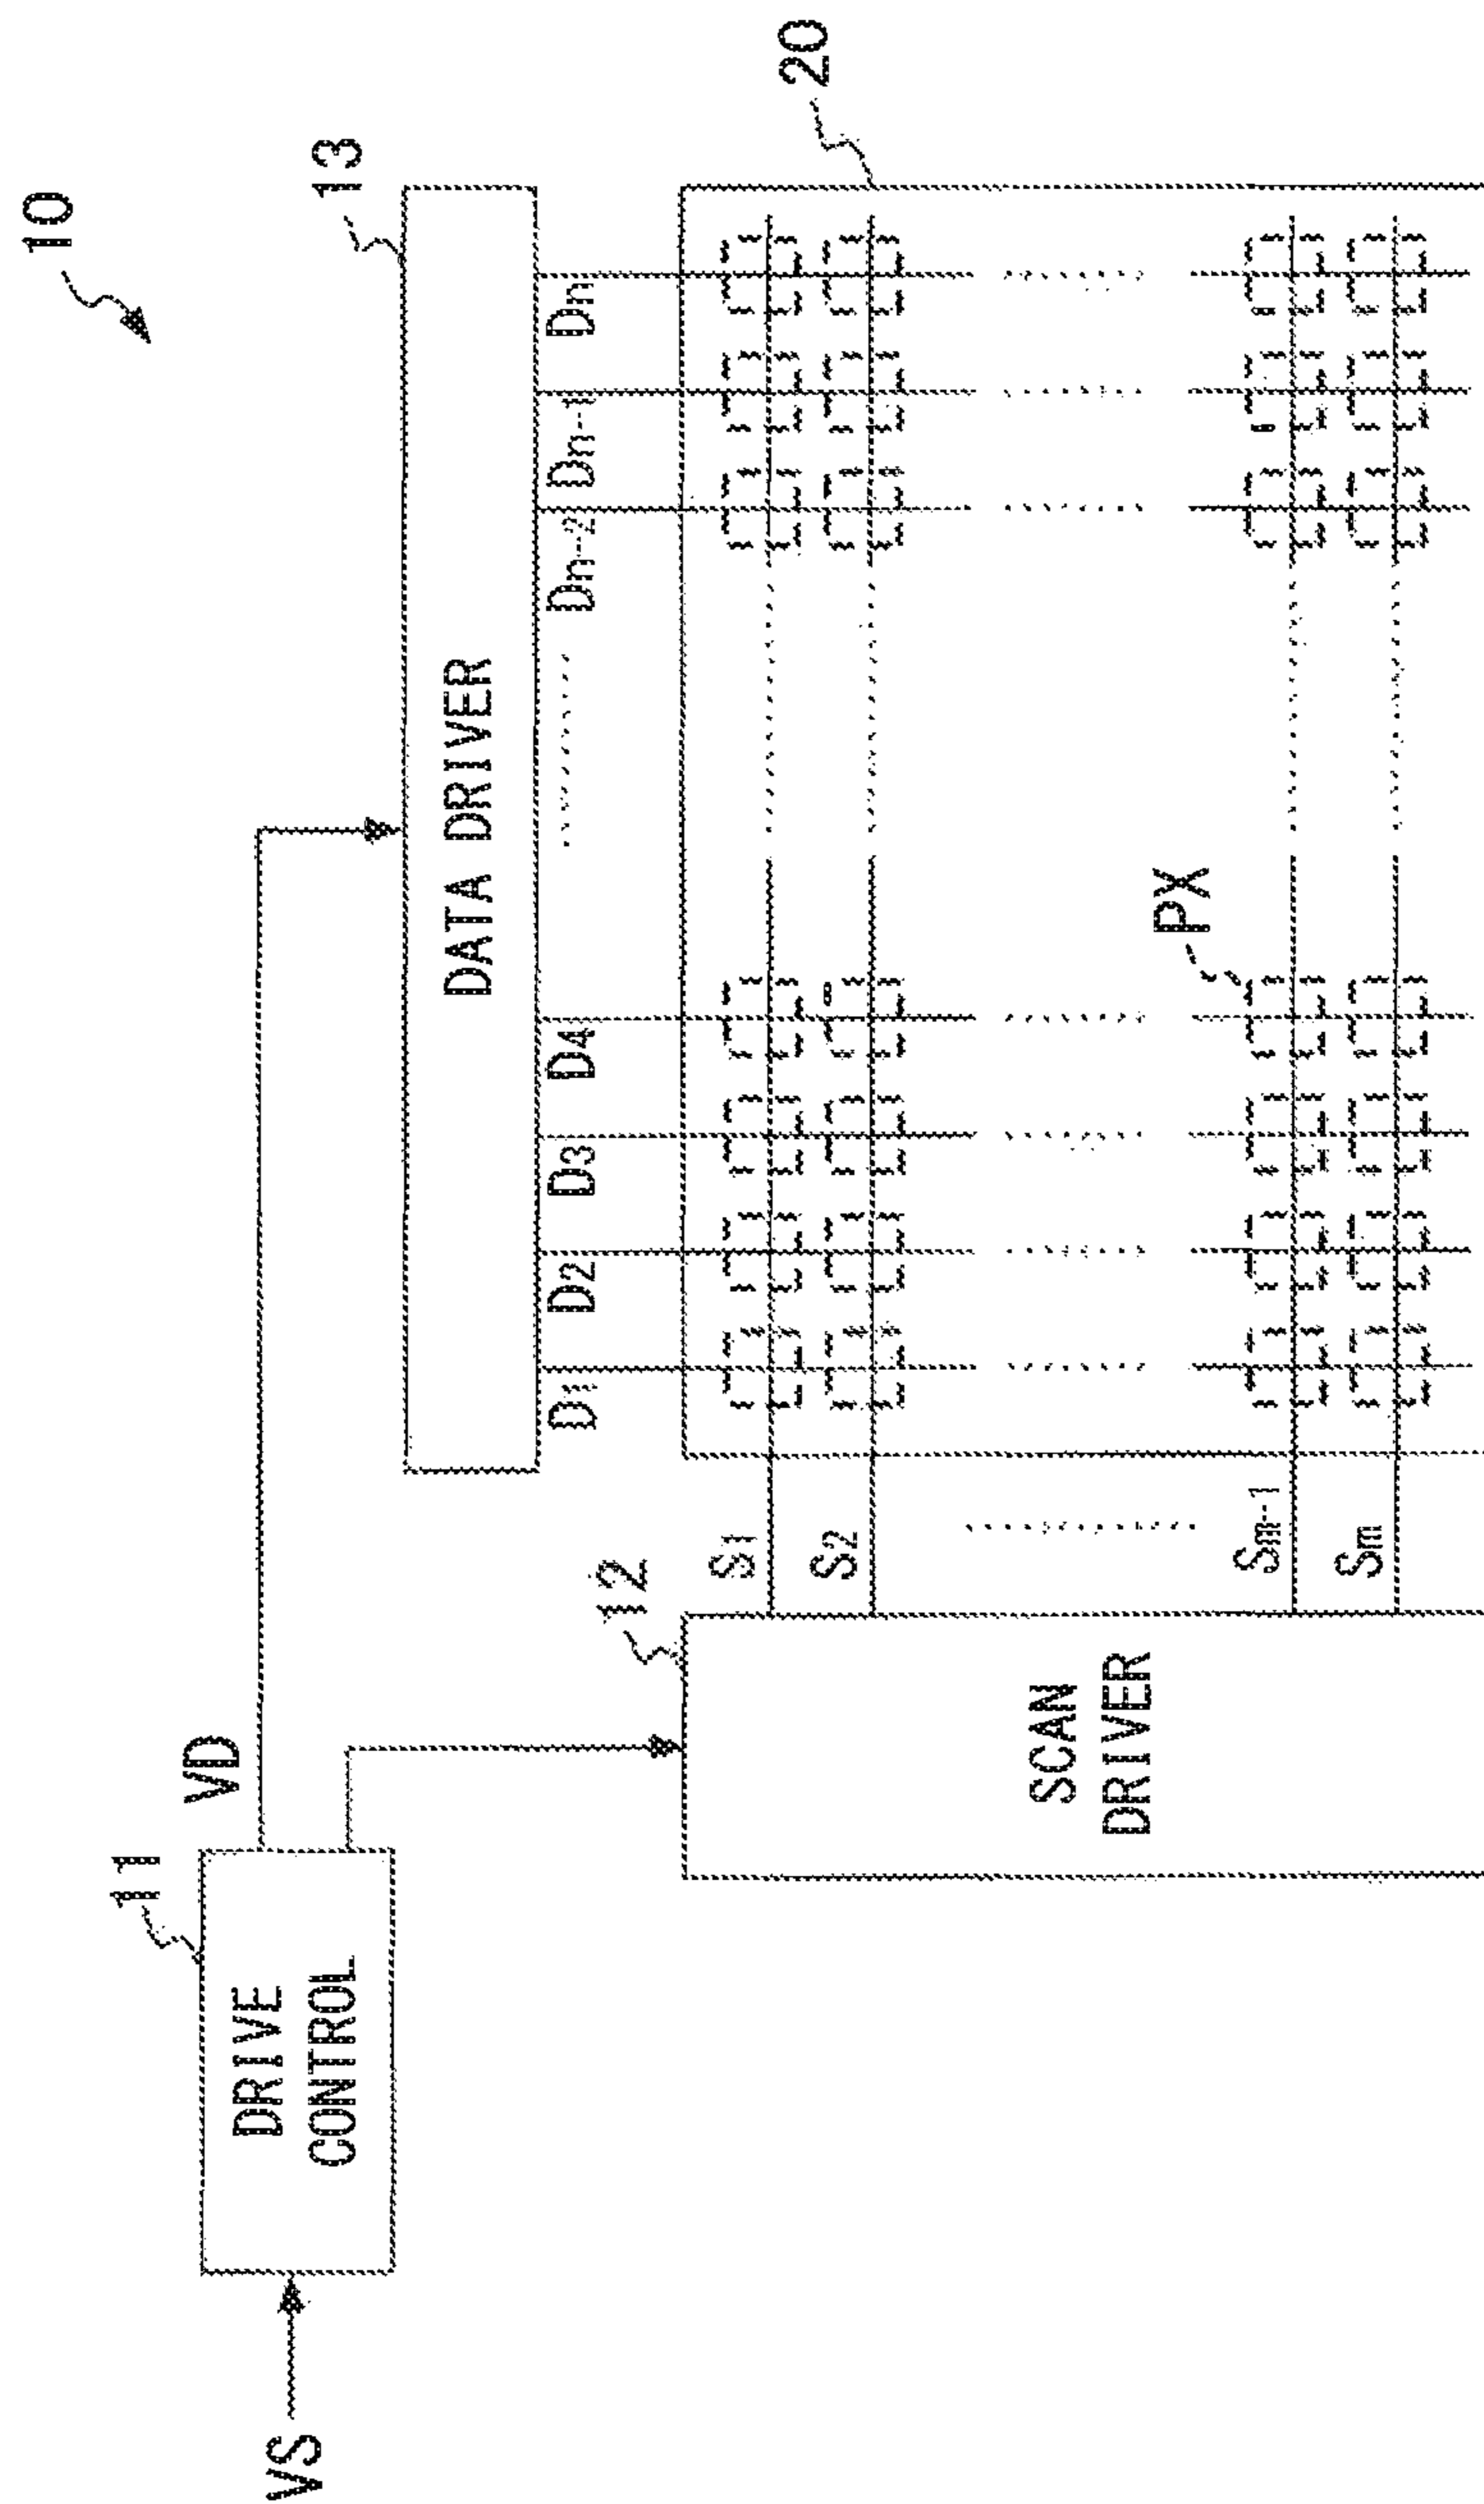 10
13
20
11
12
VS
DRIVE
CONTROL
VD
DATA DRIVER
D1
D2
D3
D4
Dn-2
Dn-1
Dn
SCAN
DRIVER
S1
S2
Sm-1
Sm
PX